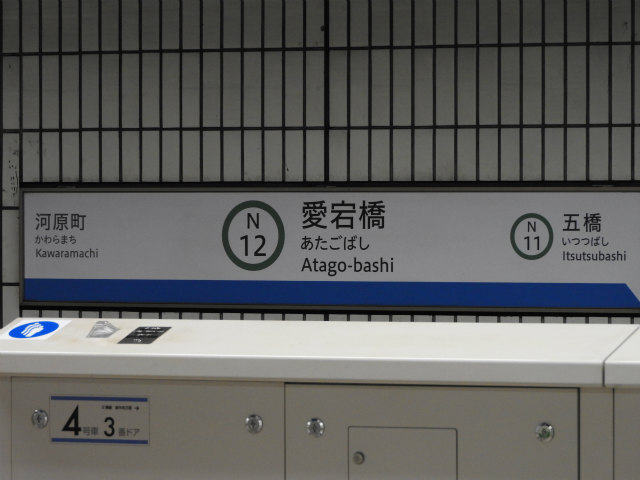 河原町
かわらまち
Kawaramachi
N
12
愛宕橋
あたごばし
Atago-bashi
N
11
五橋
いつつばし
Itsutsubashi
4号車 3番ドア